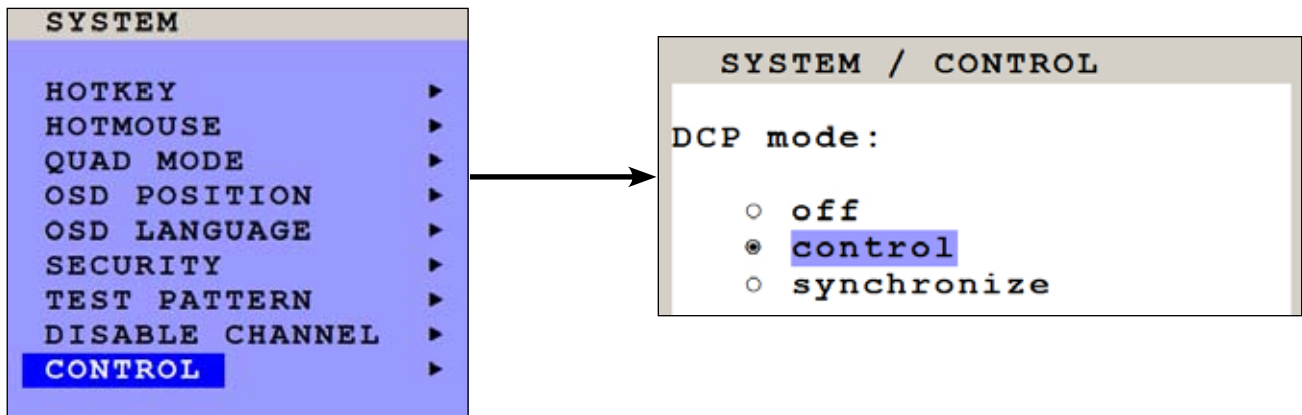 SYSTEM
HOTKEY
HOTMOUSE
QUAD MODE
OSD POSITION
OSD LANGUAGE
SECURITY
TEST PATTERN
DISABLE CHANNEL
CONTROL
SYSTEM / CONTROL
DCP mode:
off
control
synchronize